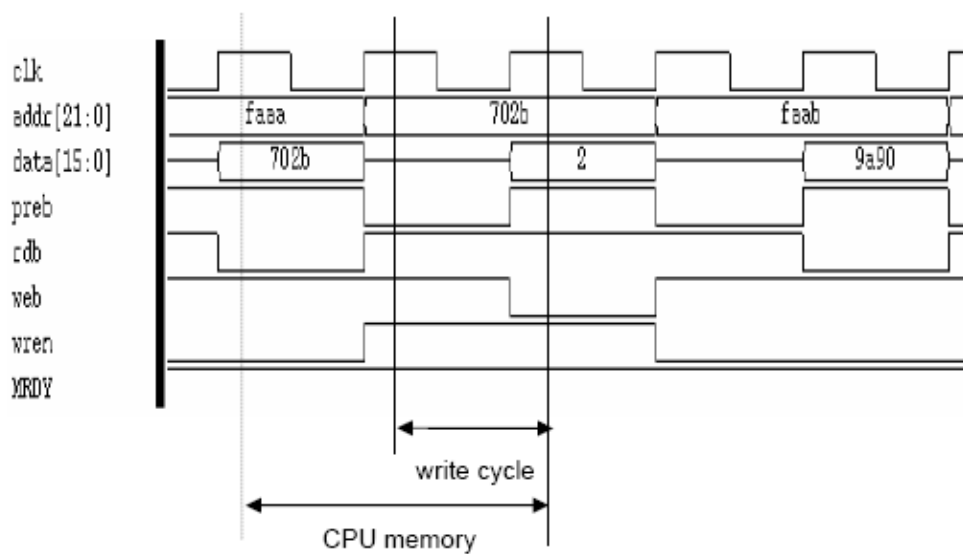 clk
addr[21:0] faaa 702b faab
data[15:0] 702b 2 9a90
preb
rdb
web
wren
MRDY
write cycle
CPU memory